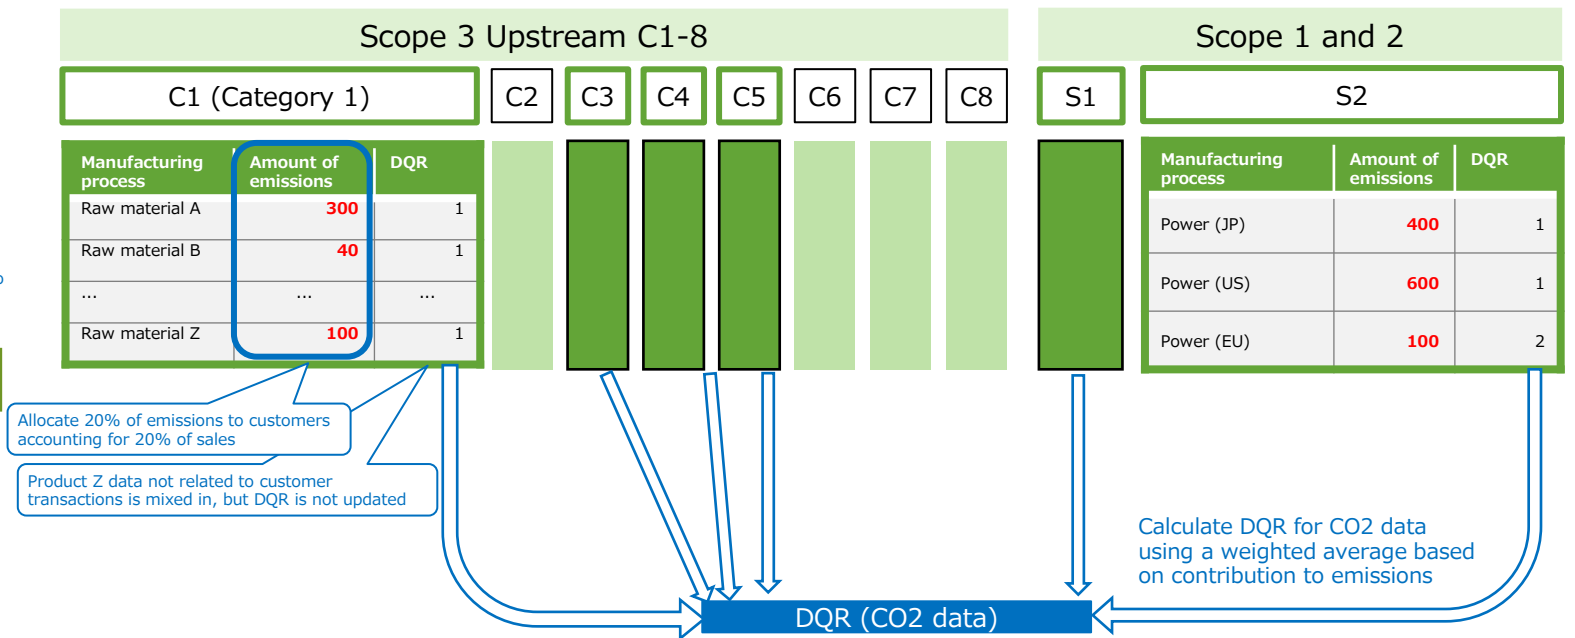 Scope 3 Upstream C1-8
Scope 1 and 2
C1 (Category 1)
C2
C3
C4
C5
C6
C7
C8
S1
S2
Manufacturing process
Amount of emissions
DQR
Raw material A 300 1
Raw material B 40 1
... ... ...
Raw material Z 100 1
Manufacturing process
Amount of emissions
DQR
Power (JP) 400 1
Power (US) 600 1
Power (EU) 100 2
Allocate 20% of emissions to customers
accounting for 20% of sales
Product Z data not related to customer
transactions is mixed in, but DQR is not updated
Calculate DQR for CO2 data
using a weighted average based
on contribution to emissions
DQR (CO2 data)